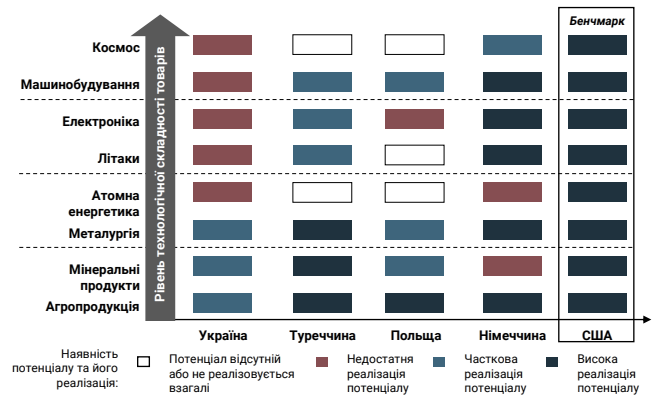 Бенчмарк
Космос
Машинобудування
Електроніка
Літаки
Атомна
енергетика
Металургія
Мінеральні
продукти
Агропродукція
Рівень технологічної складності товарів
Україна
Туреччина
Польща
Німеччина
США
Наявність
потенціалу та його
реалізація:
Потенціал відсутній
або не реалізовується
взагалі
Недостатня
реалізація
потенціалу
Часткова
реалізація
потенціалу
Висока
реалізація
потенціалу